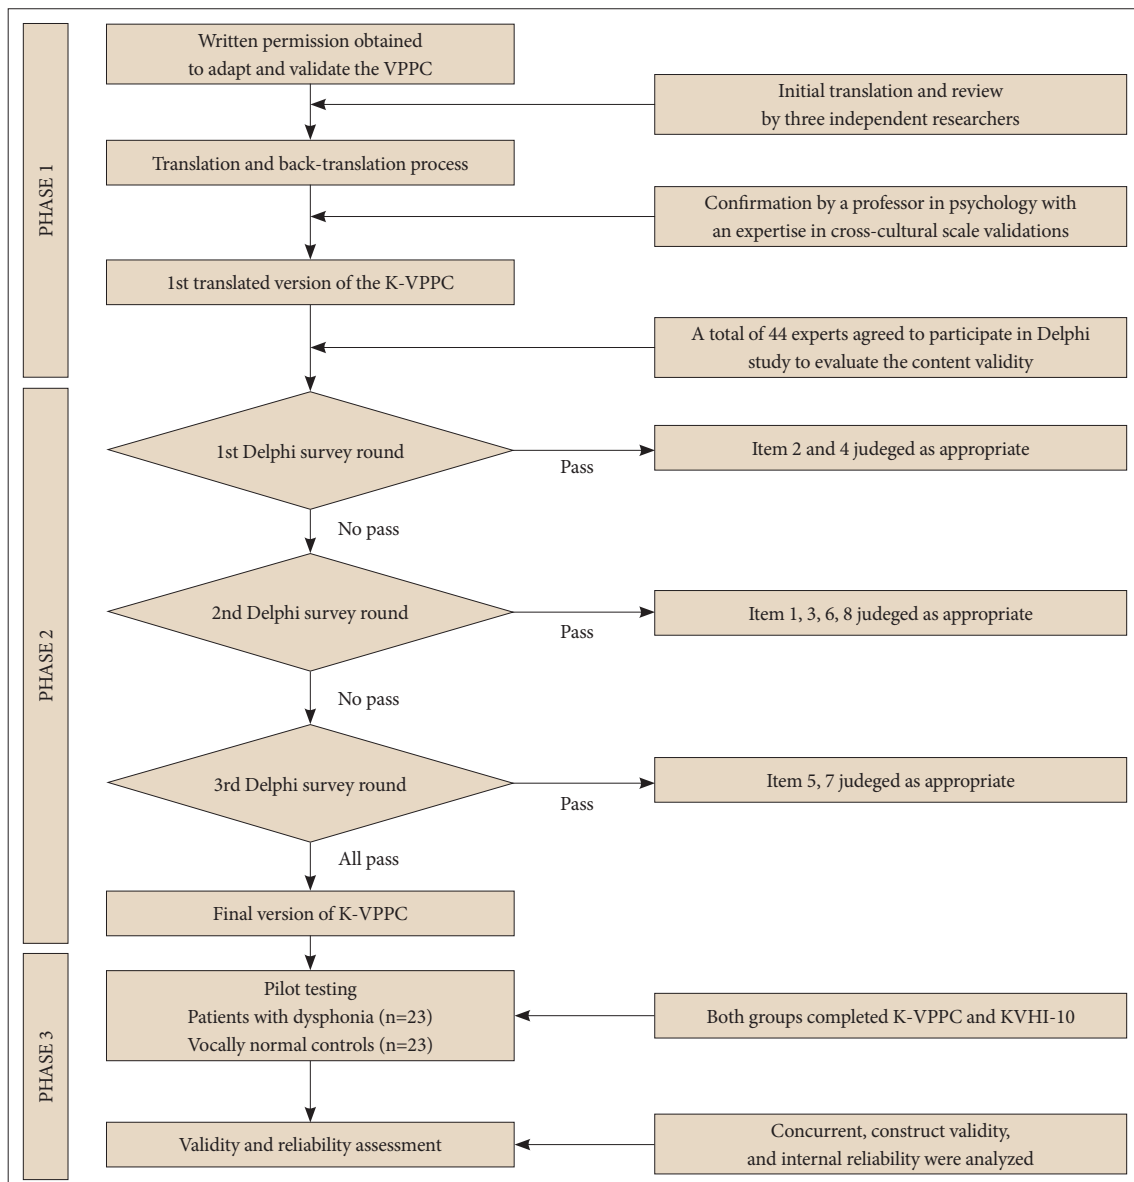 PHASE 1
Written permission obtained
to adapt and validate the VPPC
Initial translation and review
by three independent researchers
Translation and back-translation process
Confirmation by a professor in psychology with
an expertise in cross-cultural scale validations
1st translated version of the K-VPPC
A total of 44 experts agreed to participate in Delphi
study to evaluate the content validity
PHASE 2
1st Delphi survey round
Pass
Item 2 and 4 judeged as appropriate
No pass
2nd Delphi survey round
Pass
Item 1, 3, 6, 8 judeged as appropriate
No pass
3rd Delphi survey round
Pass
Item 5, 7 judeged as appropriate
All pass
Final version of K-VPPC
PHASE 3
Pilot testing
Patients with dysphonia (n=23)
Vocally normal controls (n=23)
Both groups completed K-VPPC and KVHI-10
Validity and reliability assessment
Concurrent, construct validity,
and internal reliability were analyzed